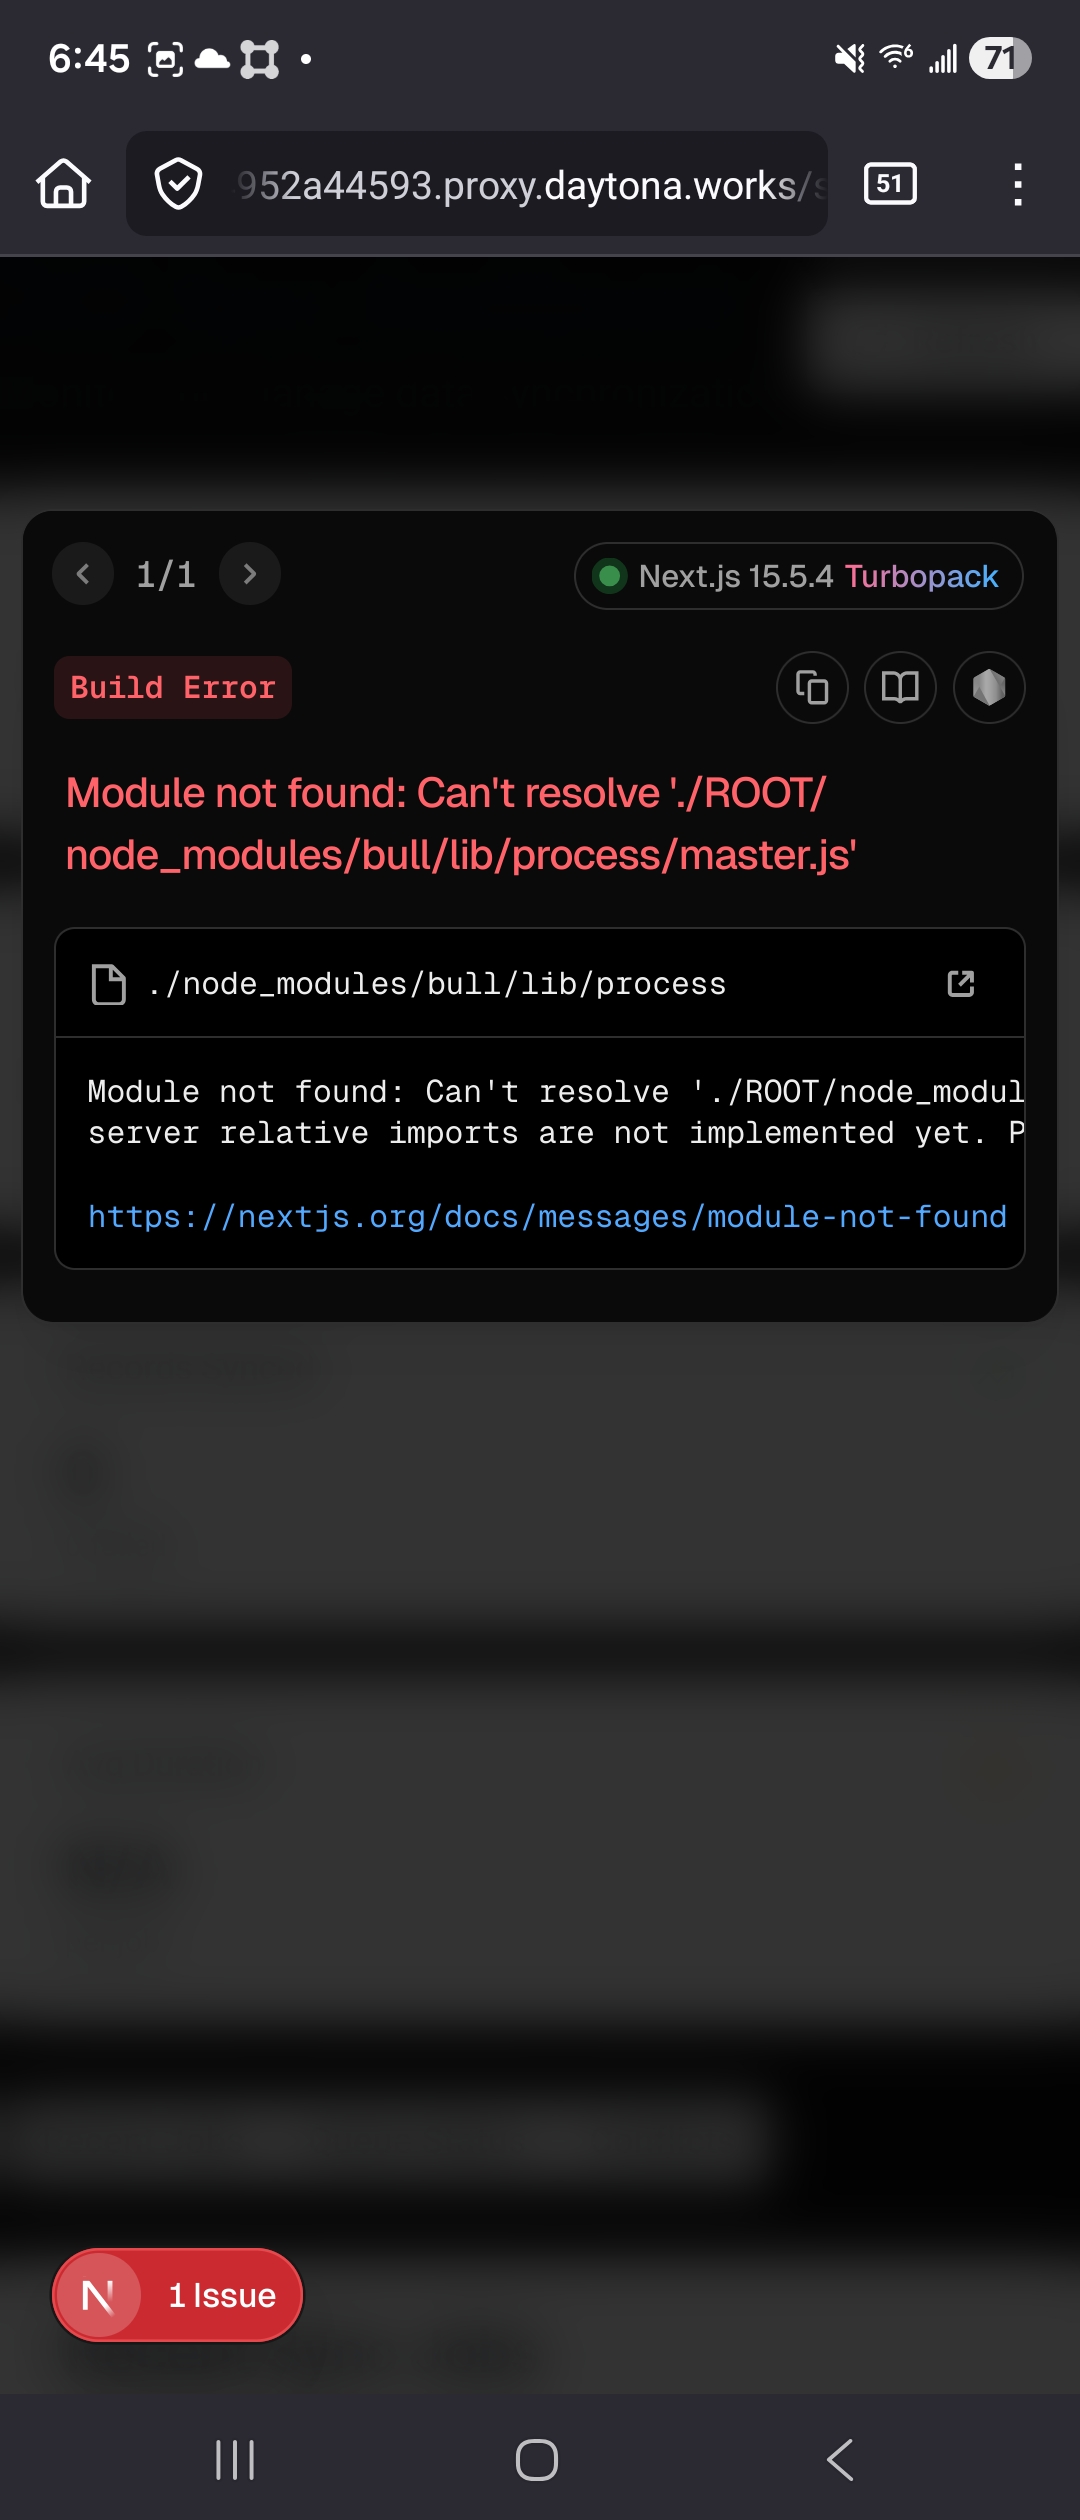 6:45
6
71
952a44593.proxy.daytona.works/s
51
1/1
Next.js 15.5.4 Turbopack
Build Error
Module not found: Can't resolve './ROOT/
node_modules/bull/lib/process/master.js'
./node_modules/bull/lib/process
Module not found: Can't resolve './ROOT/node_modul
server relative imports are not implemented yet. P
https://nextjs.org/docs/messages/module-not-found
N
1 Issue